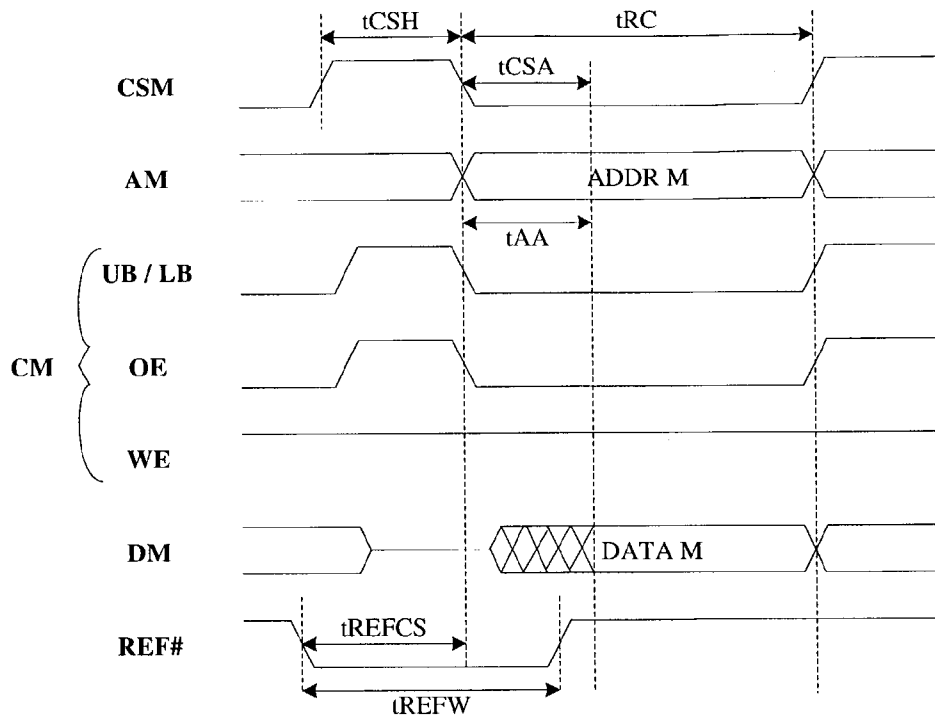 tCSH
tRC
CSM
tCSA
AM
ADDR M
tAA
UB / LB
CM
OE
WE
DM
DATA M
REF#
tREFCS
tREFW